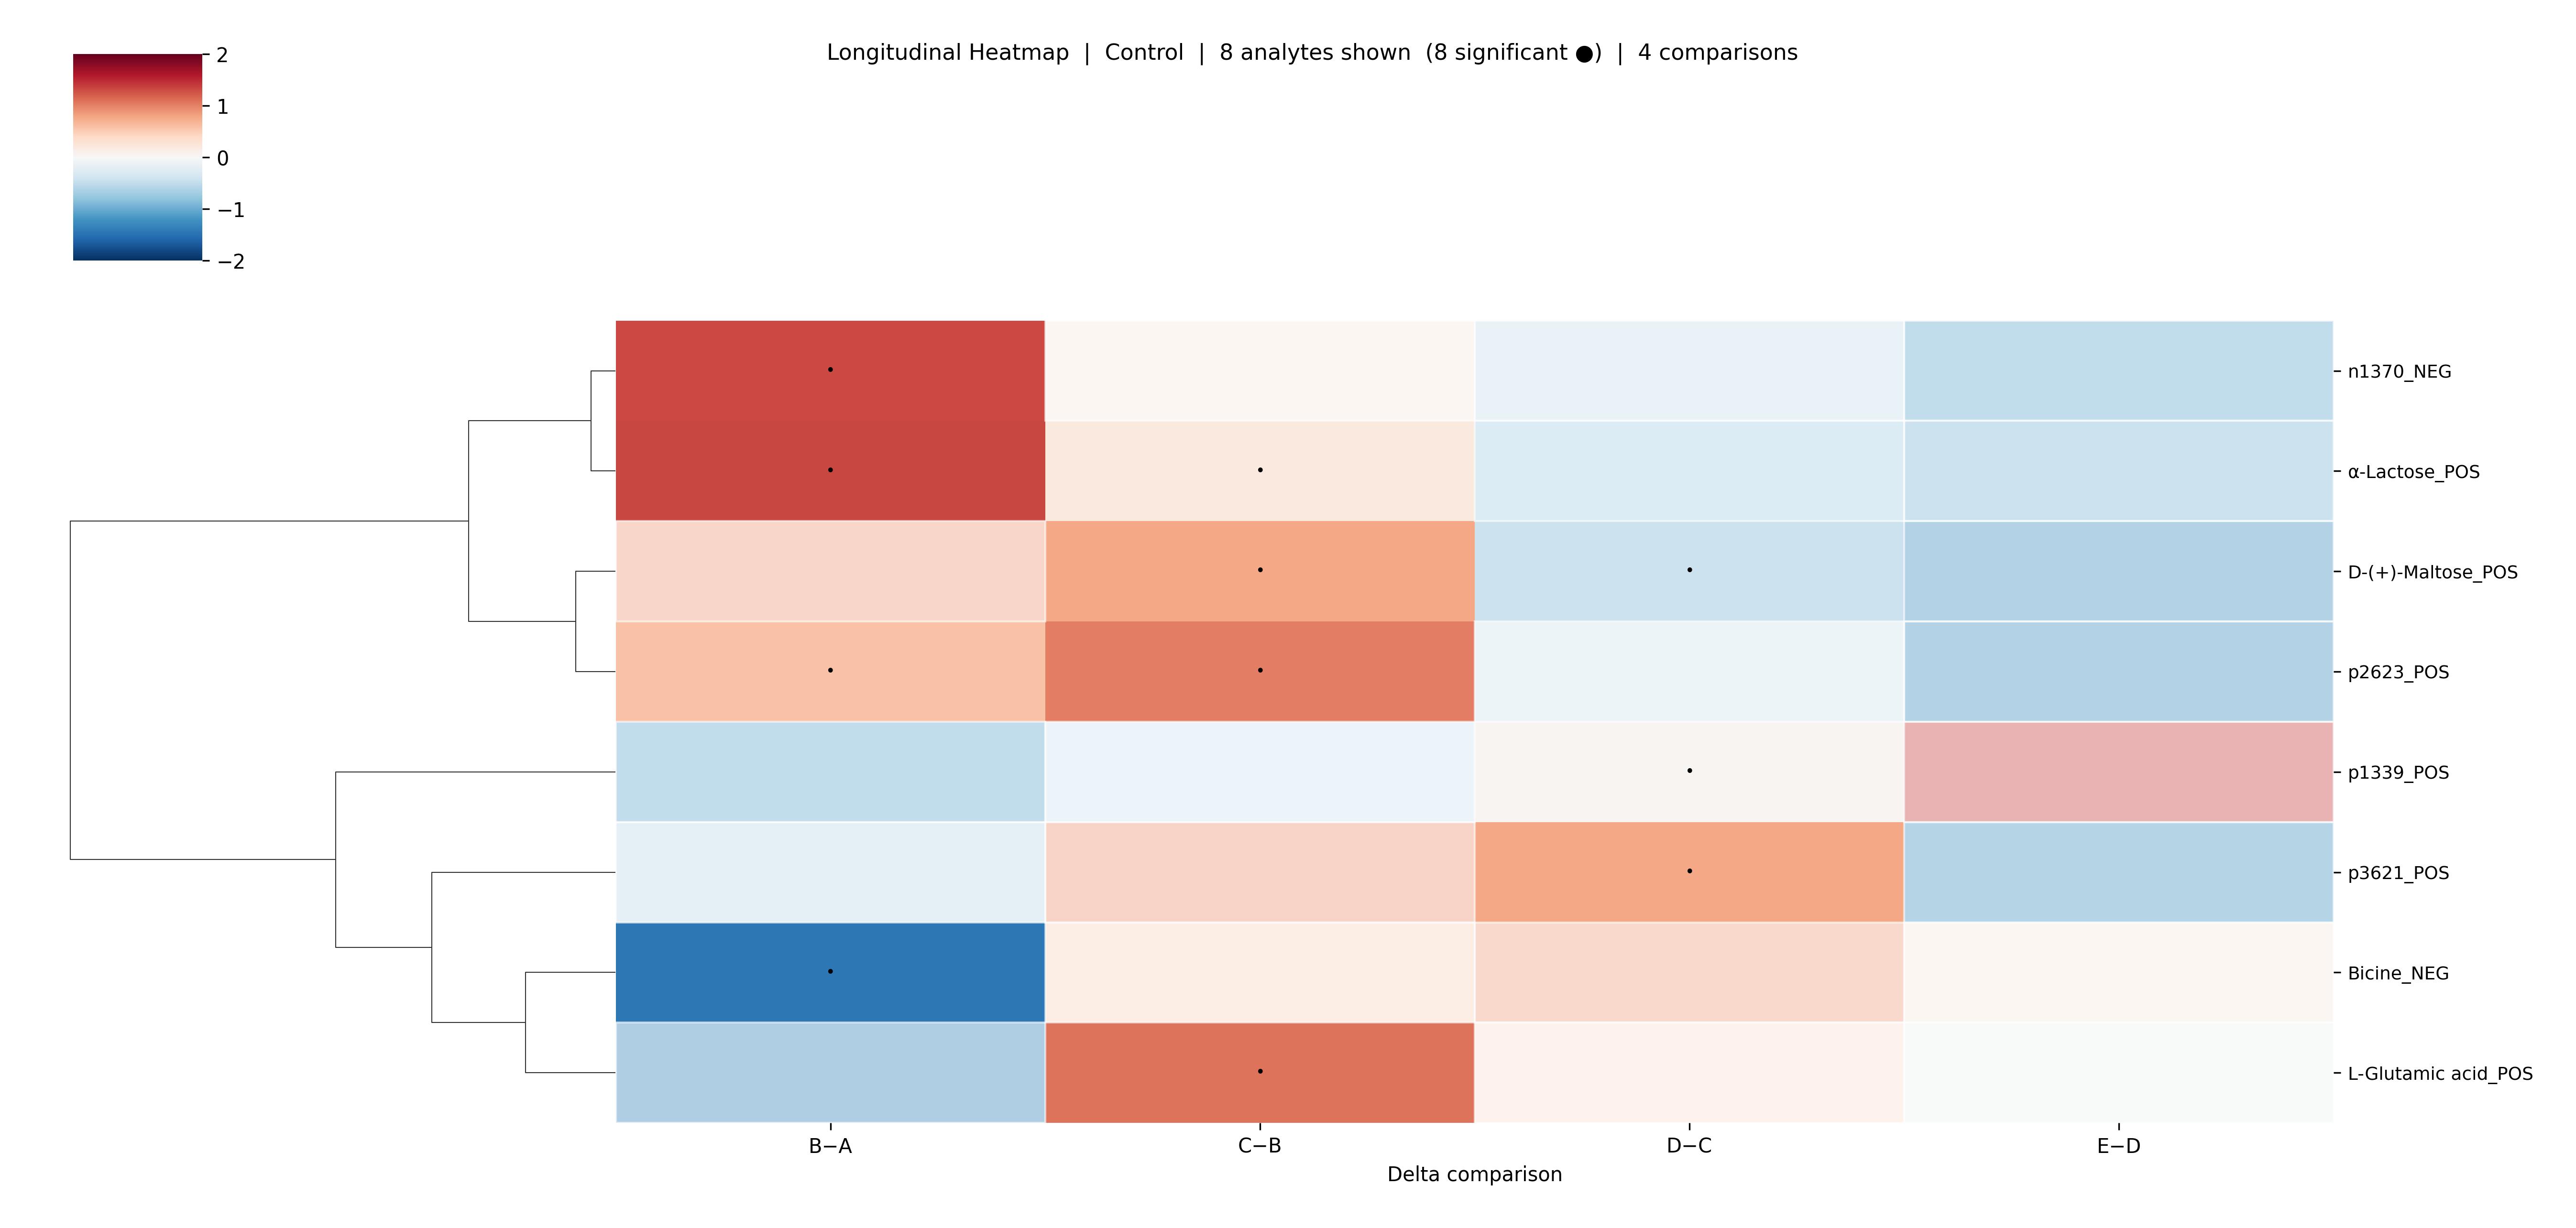 Longitudinal Heatmap | Control | 8 analytes shown (8 significant ●) | 4 comparisons
2
1
0
−1
−2
n1370_NEG
α-Lactose_POS
D-(+)-Maltose_POS
p2623_POS
p1339_POS
p3621_POS
Bicine_NEG
L-Glutamic acid_POS
B−A C−B D−C E−D
Delta comparison